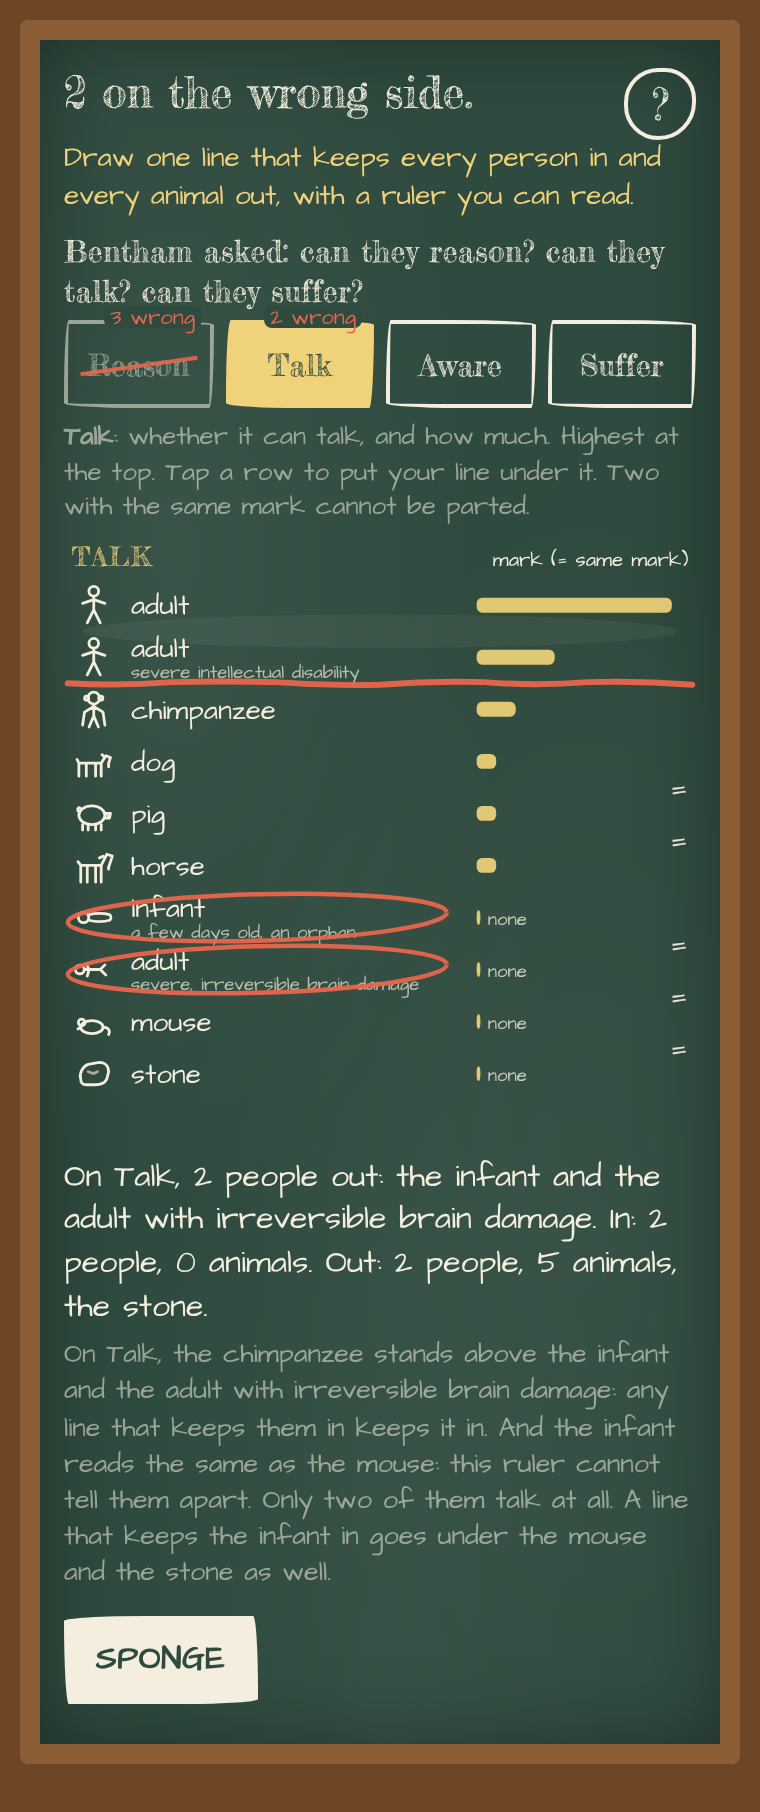 2 on the wrong side.
?
Draw one line that keeps every person in and
every animal out, with a ruler you can read.
Bentham asked: can they reason? can they
talk? can they suffer?
3 wrong
2 wrong
Reason
Talk
Aware
Suffer
Talk: whether it can talk, and how much. Highest at
the top. Tap a row to put your line under it. Two
with the same mark cannot be parted.
TALK
mark (= same mark)
adult
adult
severe intellectual disability
chimpanzee
dog
=
pig
=
horse
infant
a few days old, an orphan
none
=
adult
severe, irreversible brain damage
none
=
mouse
none
=
stone
none
On Talk, 2 people out: the infant and the
adult with irreversible brain damage. In: 2
people, 0 animals. Out: 2 people, 5 animals,
the stone.
On Talk, the chimpanzee stands above the infant
and the adult with irreversible brain damage: any
line that keeps them in keeps it in. And the infant
reads the same as the mouse: this ruler cannot
tell them apart. Only two of them talk at all. A line
that keeps the infant in goes under the mouse
and the stone as well.
SPONGE